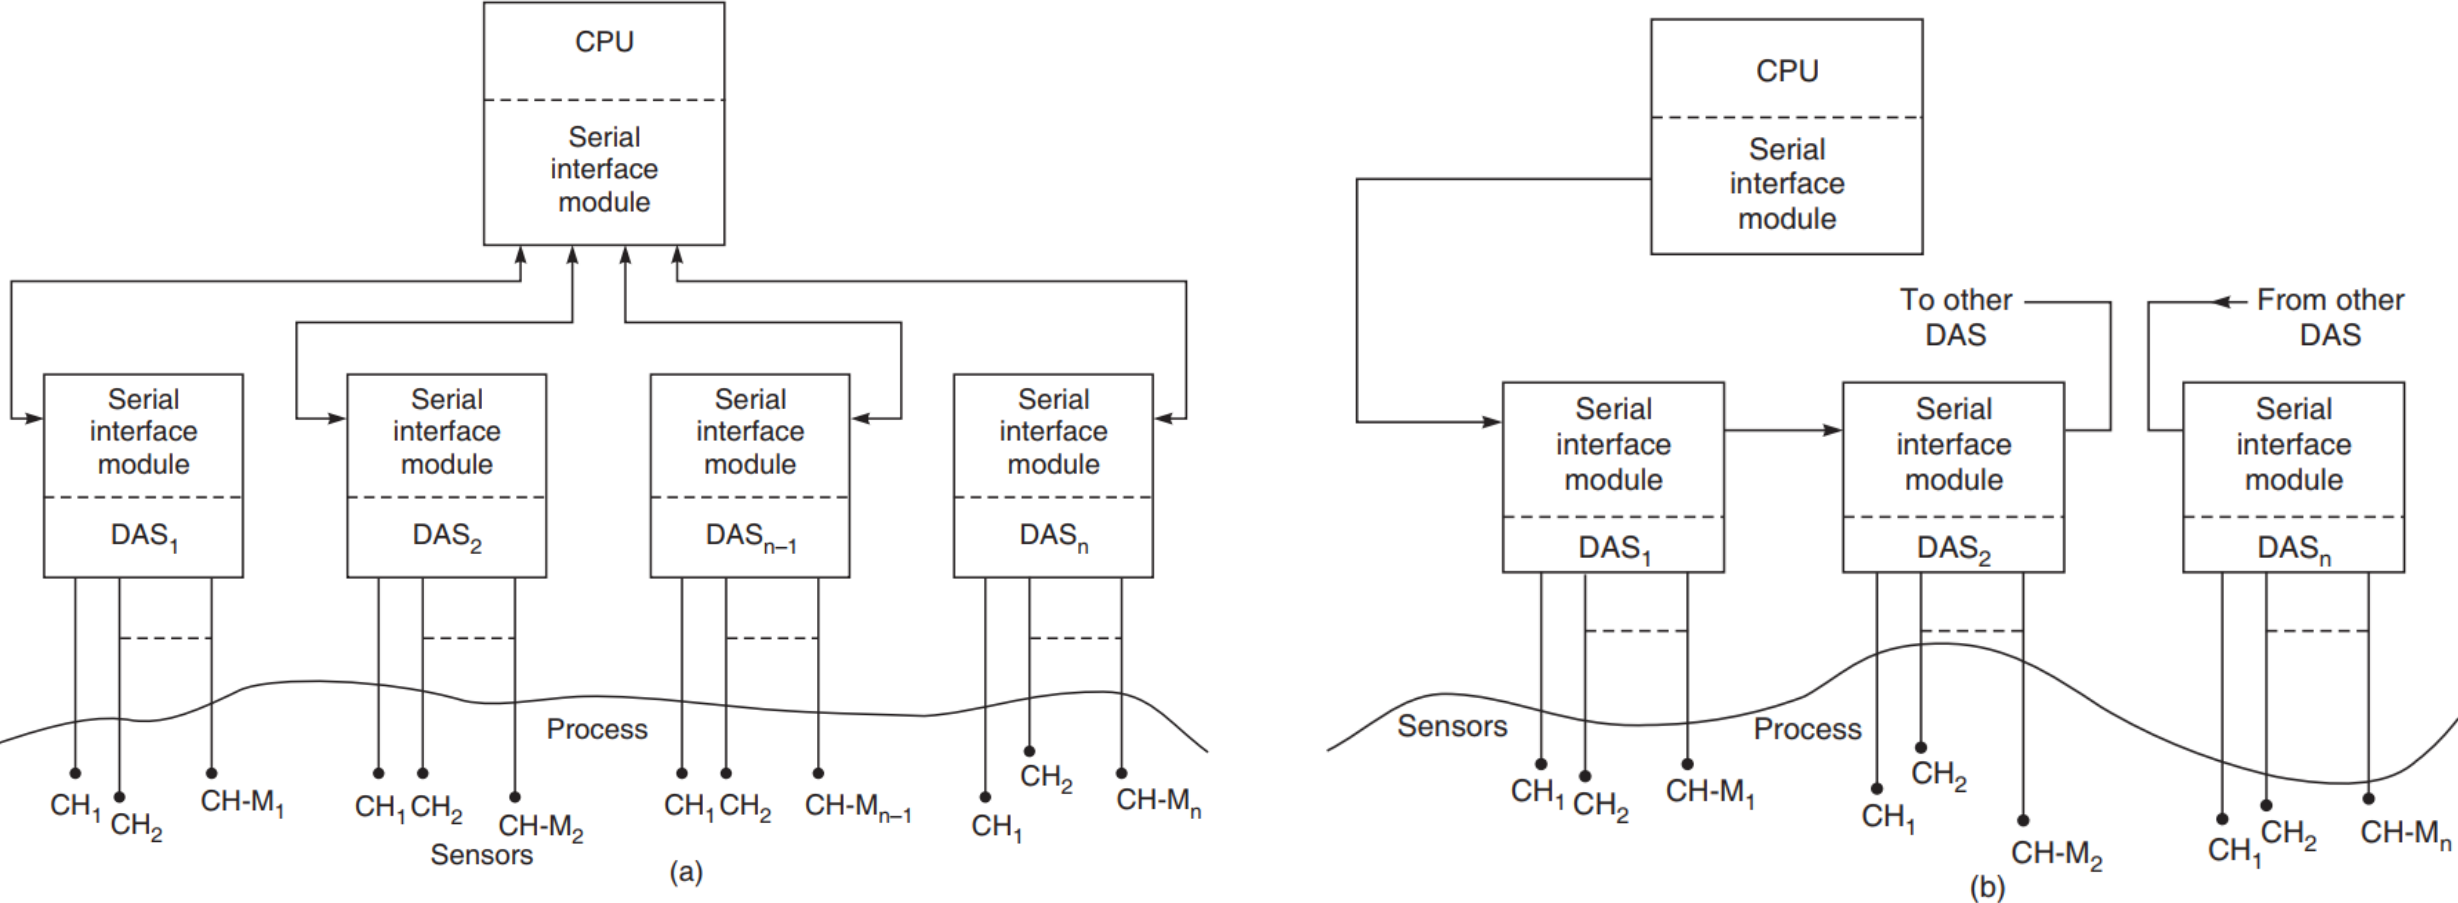 CPU
Serial
interface
module
Serial
interface
module
DAS₁
Serial
interface
module
DAS₂
Serial
interface
module
DASₙ₋₁
Serial
interface
module
DASₙ
Process
CH₁
CH₂
CH-M₁
CH₁ CH₂
CH-M₂
Sensors
CH₁ CH₂
CH-Mₙ₋₁
CH₁
CH₂
CH-Mₙ
(a)
CPU
Serial
interface
module
To other
DAS
From other
DAS
Serial
interface
module
DAS₁
Serial
interface
module
DAS₂
Serial
interface
module
DASₙ
Sensors
Process
CH₁
CH₂
CH-M₁
CH₁
CH₂
CH-M₂
CH₁
CH₂
CH-Mₙ
(b)